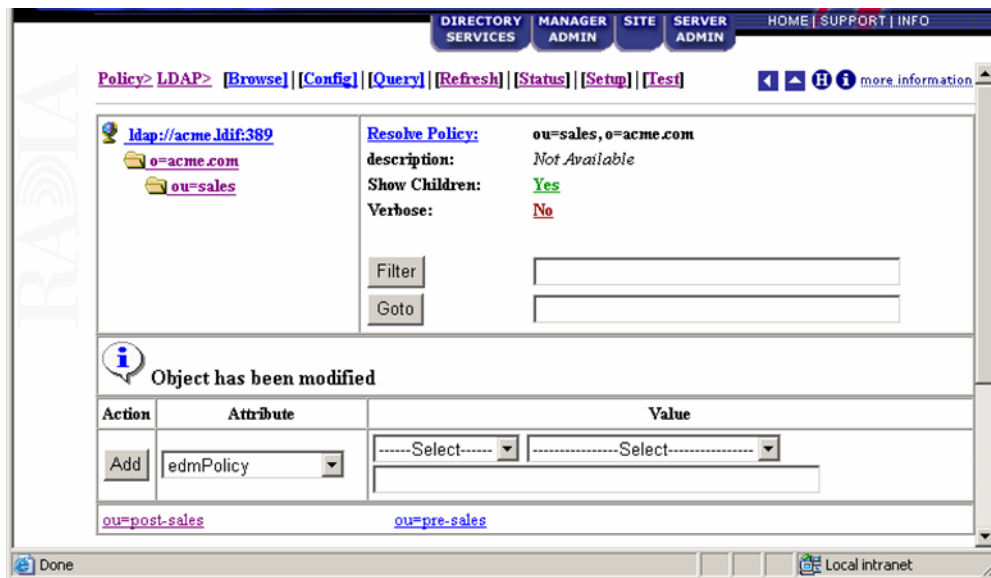 DIRECTORY SERVICES
MANAGER ADMIN
SITE
SERVER ADMIN
HOME | SUPPORT | INFO
Policy> LDAP> [Browse] | [Config] | [Query] | [Refresh] | [Status] | [Setup] | [Test]
H i more information
RADIA
ldap://acme.ldif:389
o=acme.com
ou=sales
Resolve Policy: ou=sales, o=acme.com
description: Not Available
Show Children: Yes
Verbose: No
Filter
Goto
i Object has been modified
Action Attribute Value
Add edmPolicy ------Select------ ----------------Select----------------
ou=post-sales ou=pre-sales
Done Local intranet